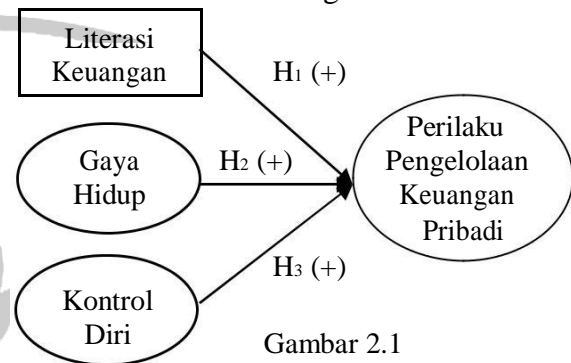 Literasi
Keuangan
H1 (+)
Gaya
Hidup
H2 (+)
Perilaku
Pengelolaan
Keuangan
Pribadi
H3 (+)
Kontrol
Diri
Gambar 2.1